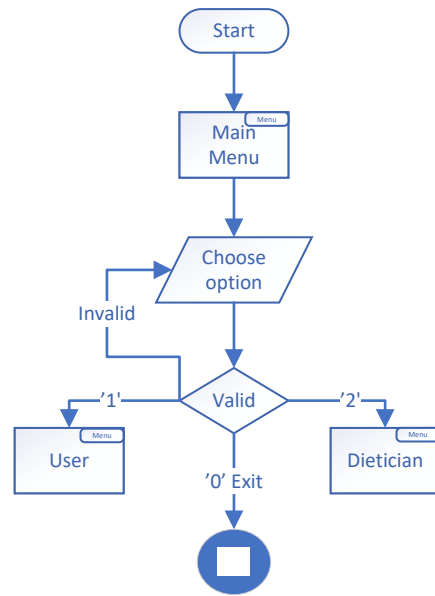 Start
Menu
Main
Menu
Choose
option
Invalid
Valid
’1'
’2'
Menu
User
Menu
Dietician
’0’ Exit